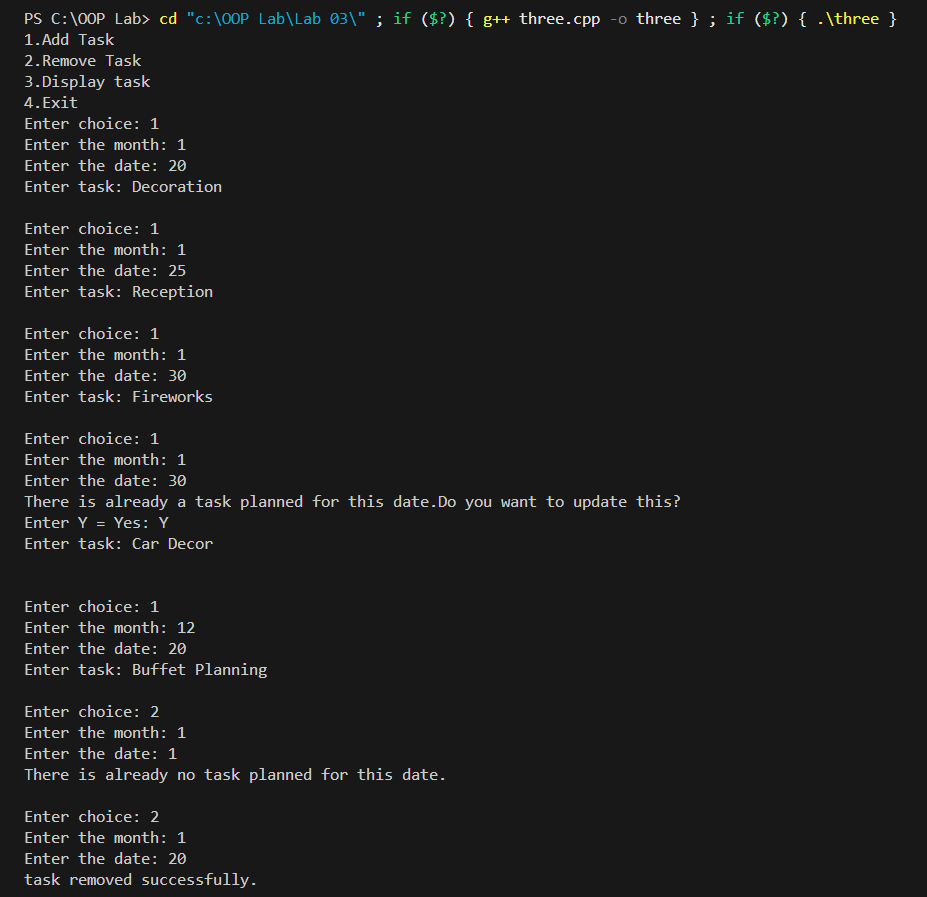 PS C:\OOP Lab> cd "c:\OOP Lab\Lab 03\" ; if ($?) { g++ three.cpp -o three } ; if ($?) { .\three }
1.Add Task
2.Remove Task
3.Display task
4.Exit
Enter choice: 1
Enter the month: 1
Enter the date: 20
Enter task: Decoration
Enter choice: 1
Enter the month: 1
Enter the date: 25
Enter task: Reception
Enter choice: 1
Enter the month: 1
Enter the date: 30
Enter task: Fireworks
Enter choice: 1
Enter the month: 1
Enter the date: 30
There is already a task planned for this date.Do you want to update this?
Enter Y = Yes: Y
Enter task: Car Decor
Enter choice: 1
Enter the month: 12
Enter the date: 20
Enter task: Buffet Planning
Enter choice: 2
Enter the month: 1
Enter the date: 1
There is already no task planned for this date.
Enter choice: 2
Enter the month: 1
Enter the date: 20
task removed successfully.